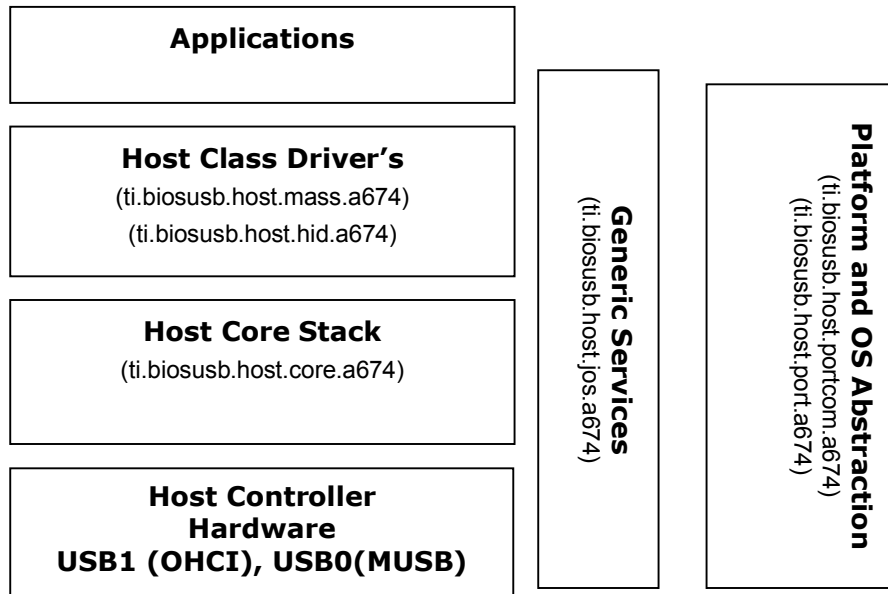 Applications
Host Class Driver’s
(ti.biosusb.host.mass.a674)
(ti.biosusb.host.hid.a674)
Host Core Stack
(ti.biosusb.host.core.a674)
Host Controller
Hardware
USB1 (OHCI), USB0(MUSB)
Generic Services
(ti.biosusb.host.jos.a674)
Platform and OS Abstraction
(ti.biosusb.host.portcom.a674)
(ti.biosusb.host.port.a674)